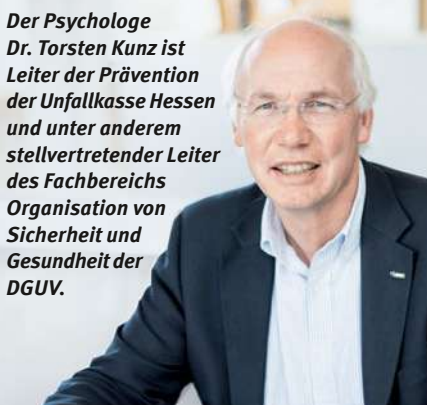 Der Psychologe
Dr. Torsten Kunz ist
Leiter der Prävention
der Unfallkasse Hessen
und unter anderem
stellvertretender Leiter
des Fachbereichs
Organisation von
Sicherheit und
Gesundheit der
DGUV.